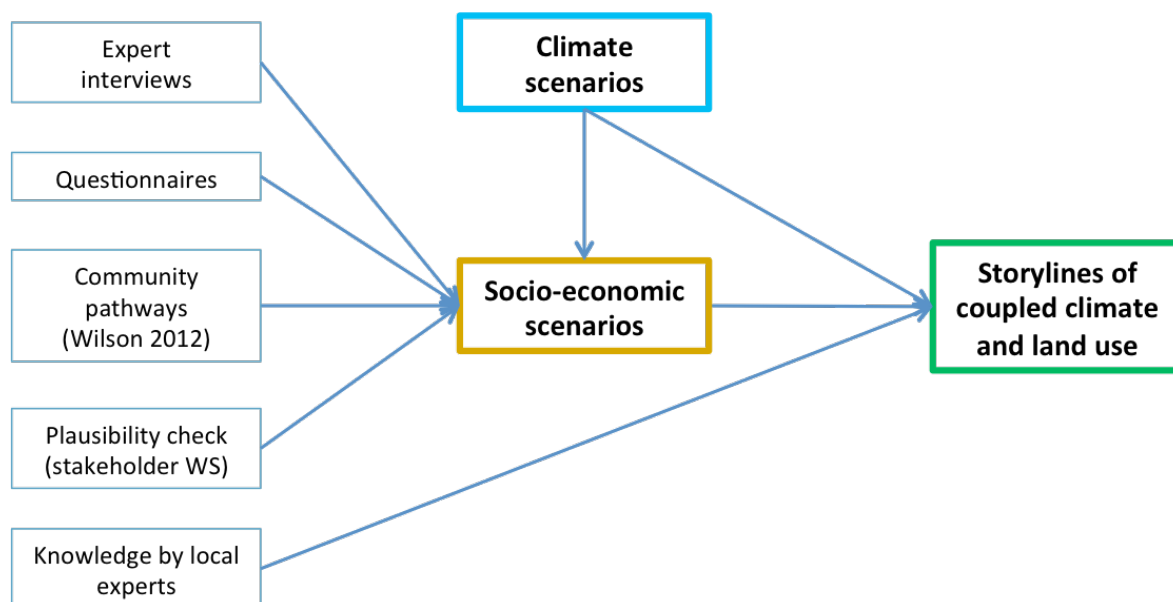 Expert
interviews
Questionnaires
Community
pathways
(Wilson 2012)
Plausibility check
(stakeholder WS)
Knowledge by local
experts
Climate
scenarios
Socio-economic
scenarios
Storylines of
coupled climate
and land use